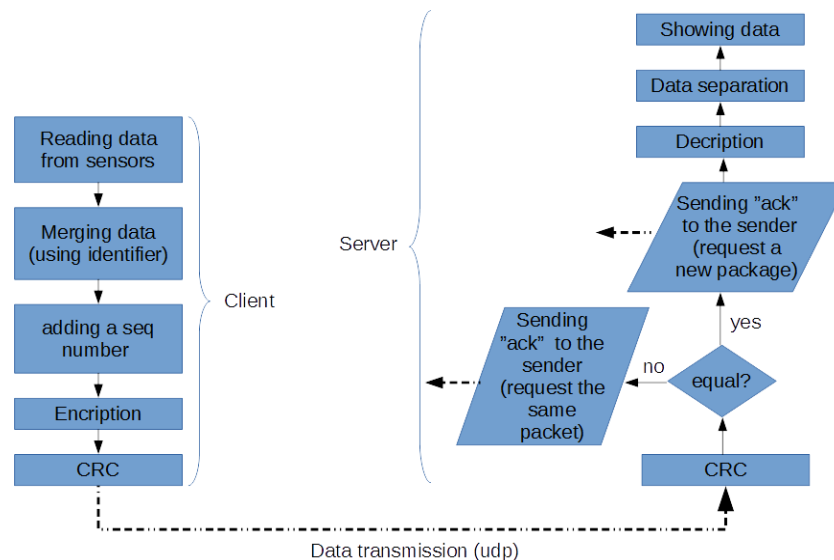 Reading data
from sensors
Merging data
(using identifier)
adding a seq
number
Encription
CRC
Client
Data transmission (udp)
Server
CRC
equal?
no
Sending
"ack"  to the
sender
(request the
same
packet)
yes
Sending ”ack”
to the sender
(request a
new package)
Decription
Data separation
Showing data